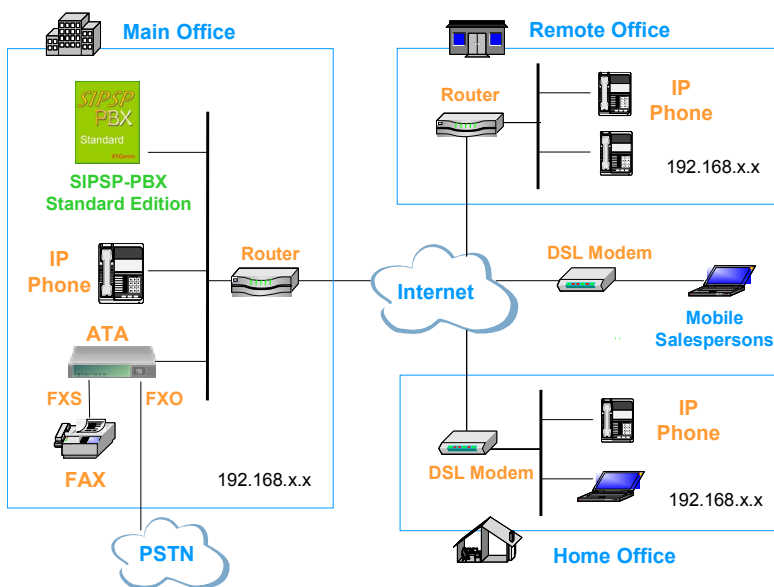 Main Office
SIPSP
PBX
Standard
SIPSP-PBX
Standard Edition
IP
Phone
Router
ATA
FXS
FXO
FAX
192.168.x.x
PSTN
Internet
Remote Office
Router
IP
Phone
192.168.x.x
DSL Modem
Mobile
Salespersons
IP
Phone
DSL Modem
192.168.x.x
Home Office